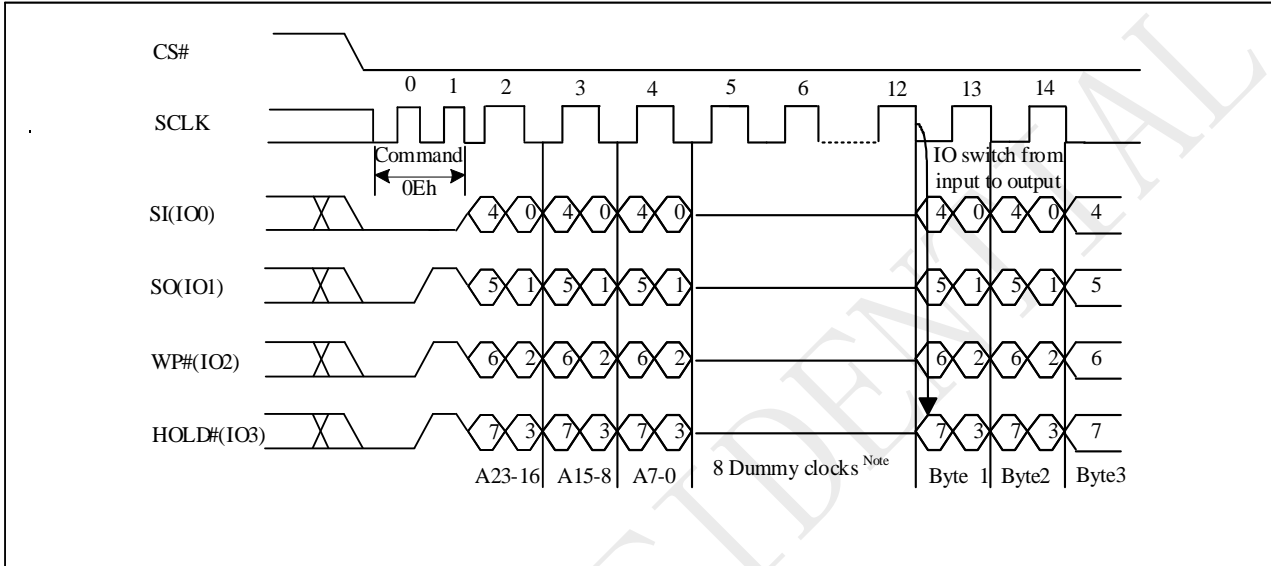 CS#
0 1 2 3 4 5 6 12 13 14
SCLK
Command
0Eh
IO switch from
input to output
SI(IO0) 4 0 4 0 4 0 4 0 4 0 4
SO(IO1) 5 1 5 1 5 1 5 1 5 1 5
WP#(IO2) 6 2 6 2 6 2 6 2 6 2 6
HOLD#(IO3) 7 3 7 3 7 3 7 3 7 3 7
A23-16 A15-8 A7-0 8 Dummy clocks Note Byte 1 Byte2 Byte3